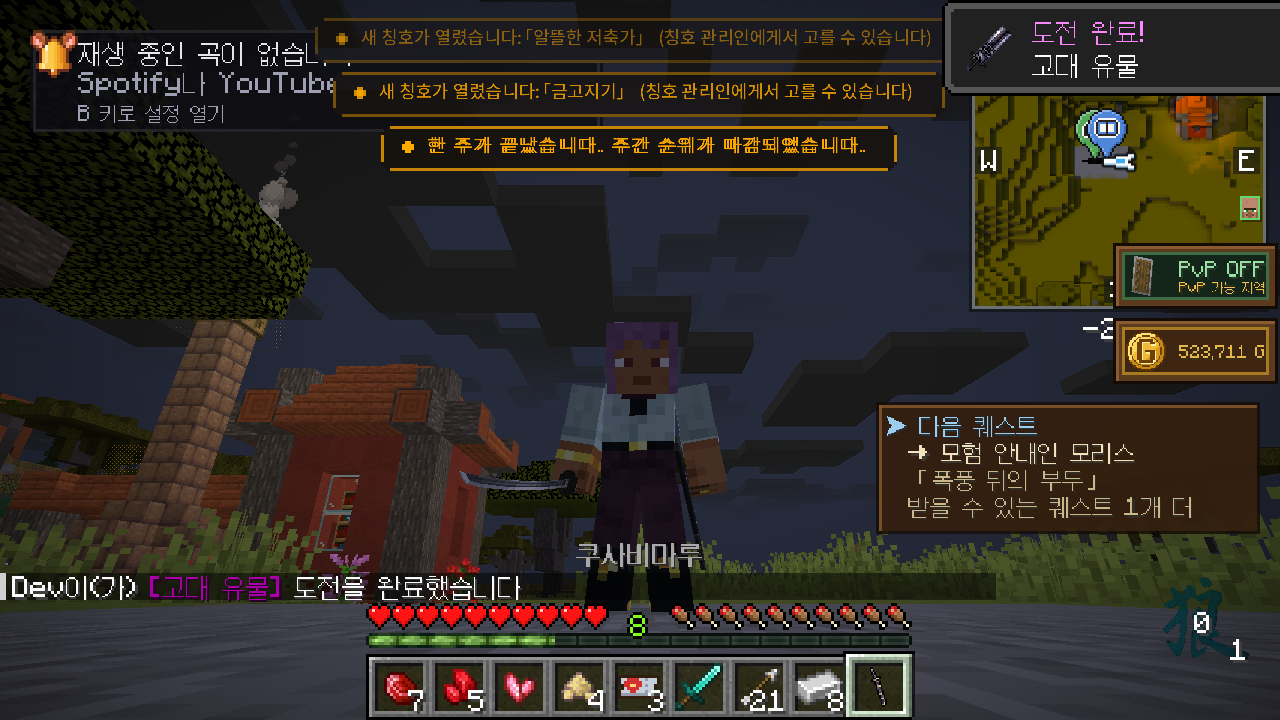 재생 중인 곡이 없습
Spotify나 YouTube
B 키로 설정 열기
새 칭호가 열렸습니다: 「알뜰한 저축가」 (칭호 관리인에게서 고를 수 있습니다)
새 칭호가 열렸습니다: 「금고지기」 (칭호 관리인에게서 고를 수 있습니다)
한 주가 끝났습니다. 주간 순위가 마감되었습니다.
도전 완료!
고대 유물
W
E
PvP OFF
PvP 가능 지역
-2
G 523,711 G
다음 퀘스트
→ 모험 안내인 모리스
「폭풍 뒤의 부두」
받을 수 있는 퀘스트 1개 더
쿠사비마루
Dev이(가) [고대 유물] 도전을 완료했습니다
狼
0
1
8
7
5
4
3
21
8